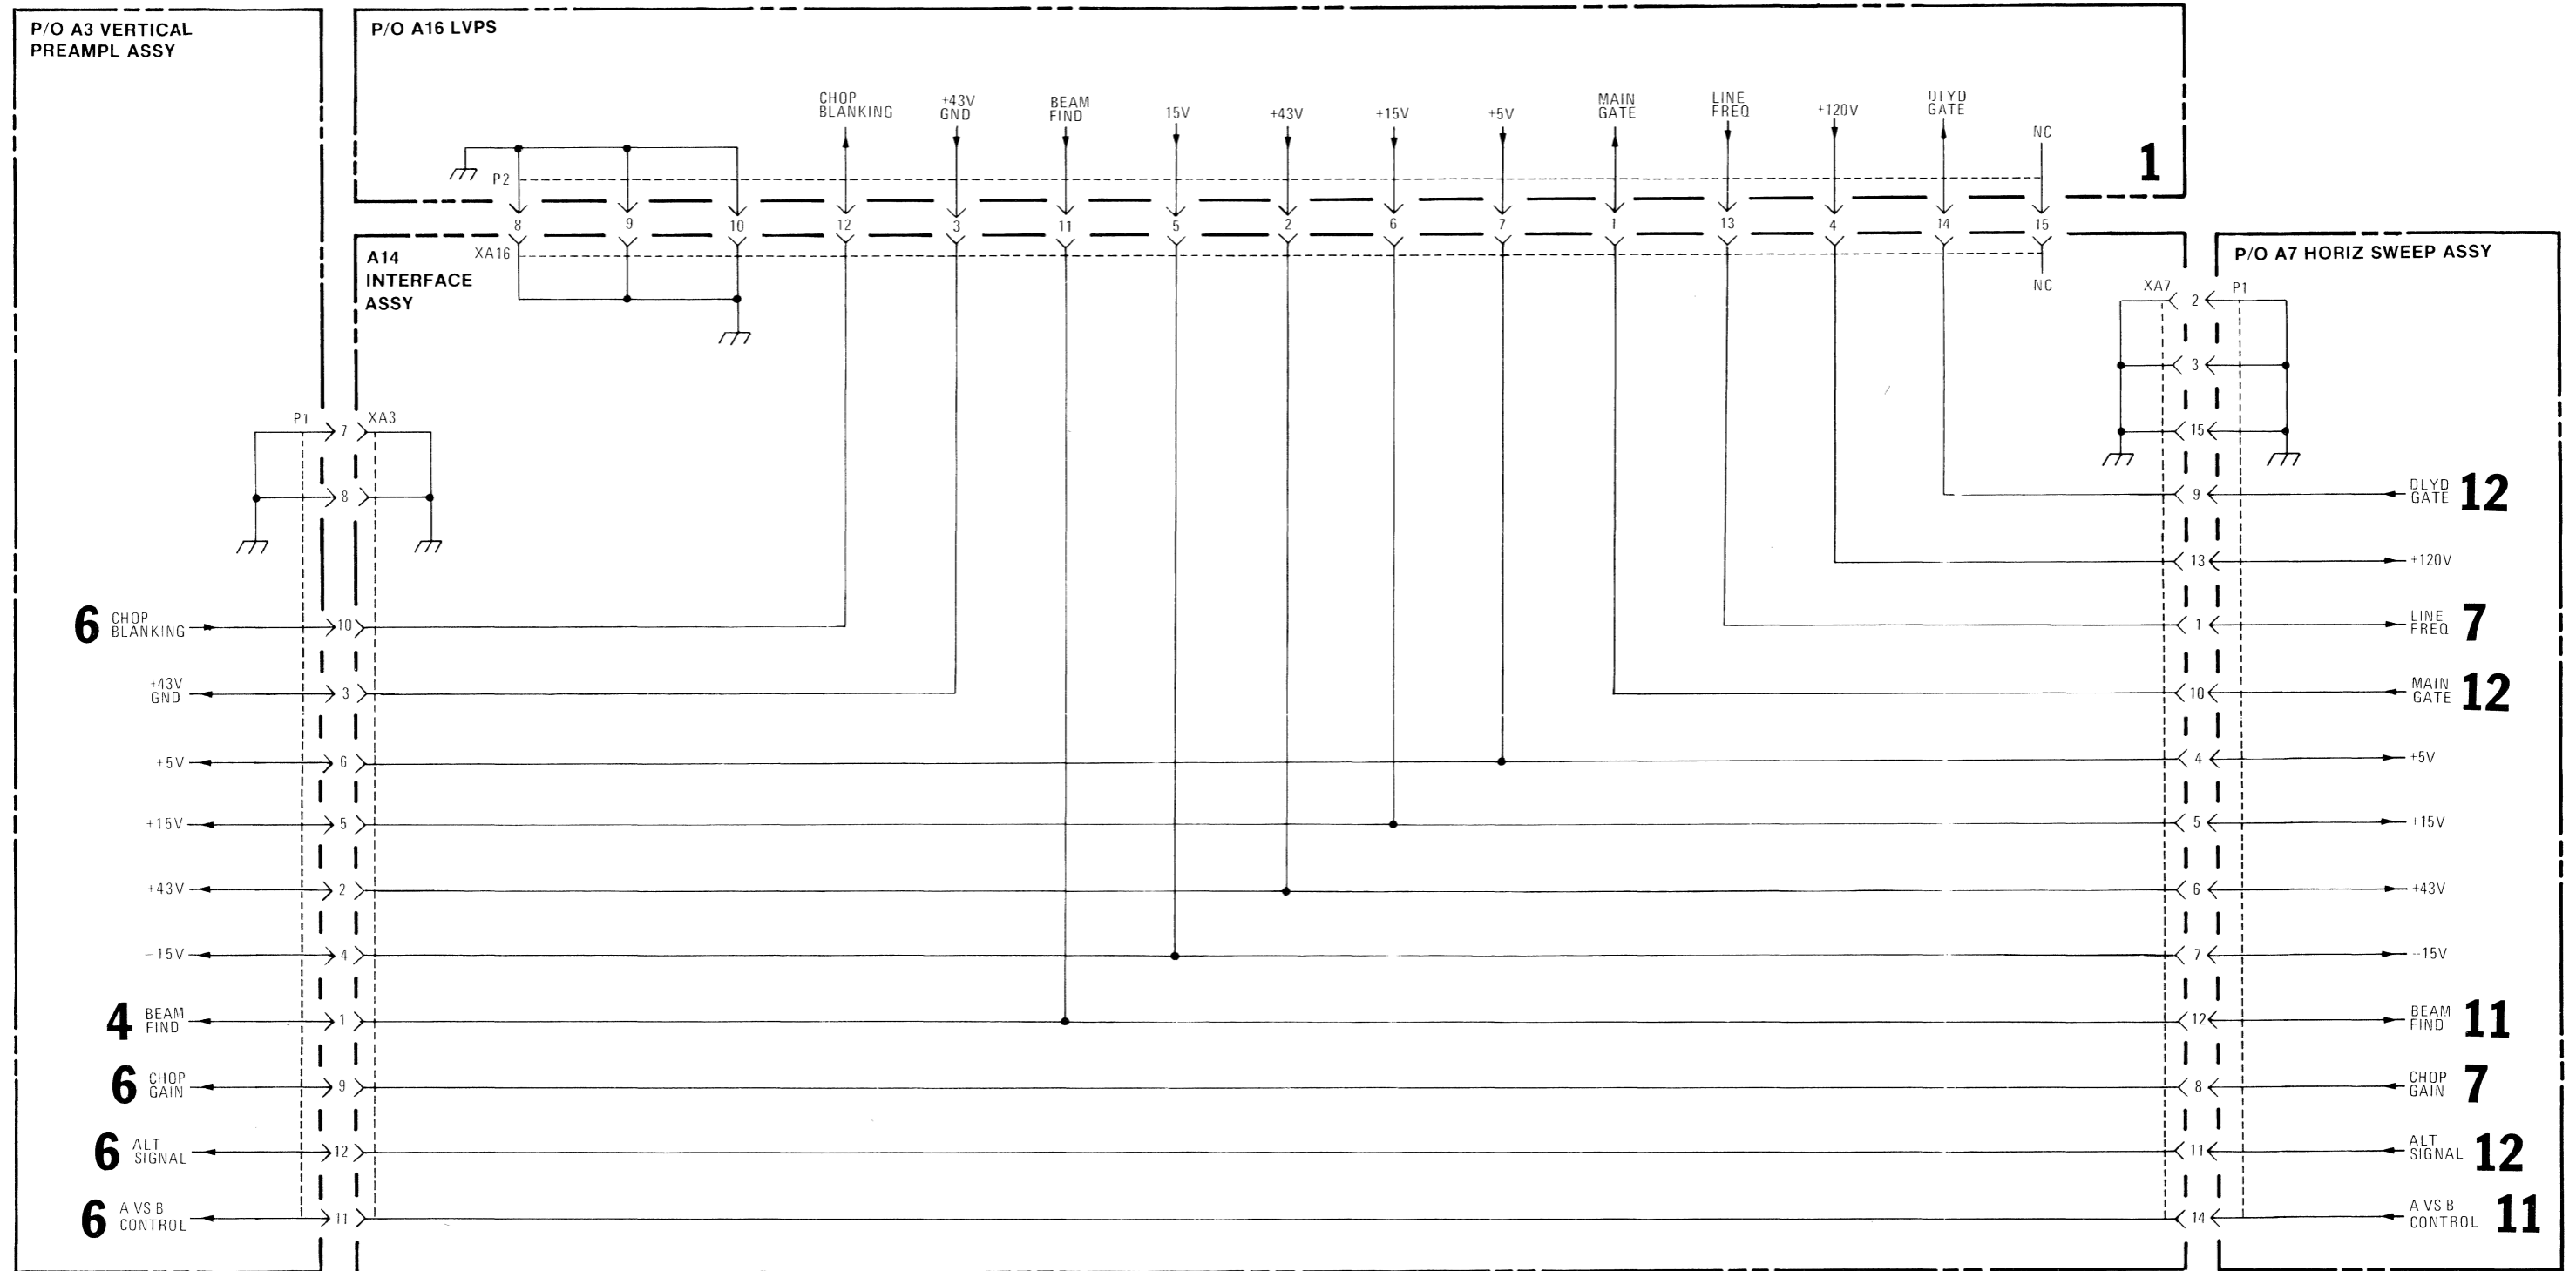 P/O A3 VERTICAL
PREAMPL ASSY
P/O A16 LVPS
CHOP
BLANKING
+43V
GND
BEAM
FIND
15V
+43V
+15V
+5V
MAIN
GATE
LINE
FREQ
+120V
DLYD
GATE
NC
1
P2
8 9 10 12 3 11 5 2 6 7 1 13 4 14 15
XA16
NC
A14
INTERFACE
ASSY
P/O A7 HORIZ SWEEP ASSY
XA7 2 P1
3
15
P1 7 XA3
8
9 DLYD
GATE 12
13 +120V
6 CHOP
BLANKING 10
1 LINE
FREQ 7
+43V
GND 3
10 MAIN
GATE 12
+5V 6
4 +5V
+15V 5
5 +15V
+43V 2
6 +43V
-15V 4
7 --15V
4 BEAM
FIND 1
12 BEAM
FIND 11
6 CHOP
GAIN 9
8 CHOP
GAIN 7
6 ALT
SIGNAL 12
11 ALT
SIGNAL 12
6 A VS B
CONTROL 11
14 A VS B
CONTROL 11